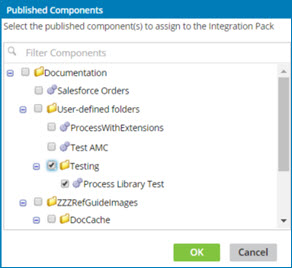 Published Components
Select the published component(s) to assign to the Integration Pack
Filter Components
Documentation
Salesforce Orders
User-defined folders
ProcessWithExtensions
Test AMC
Testing
Process Library Test
ZZZRefGuideImages
DocCache
OK
Cancel